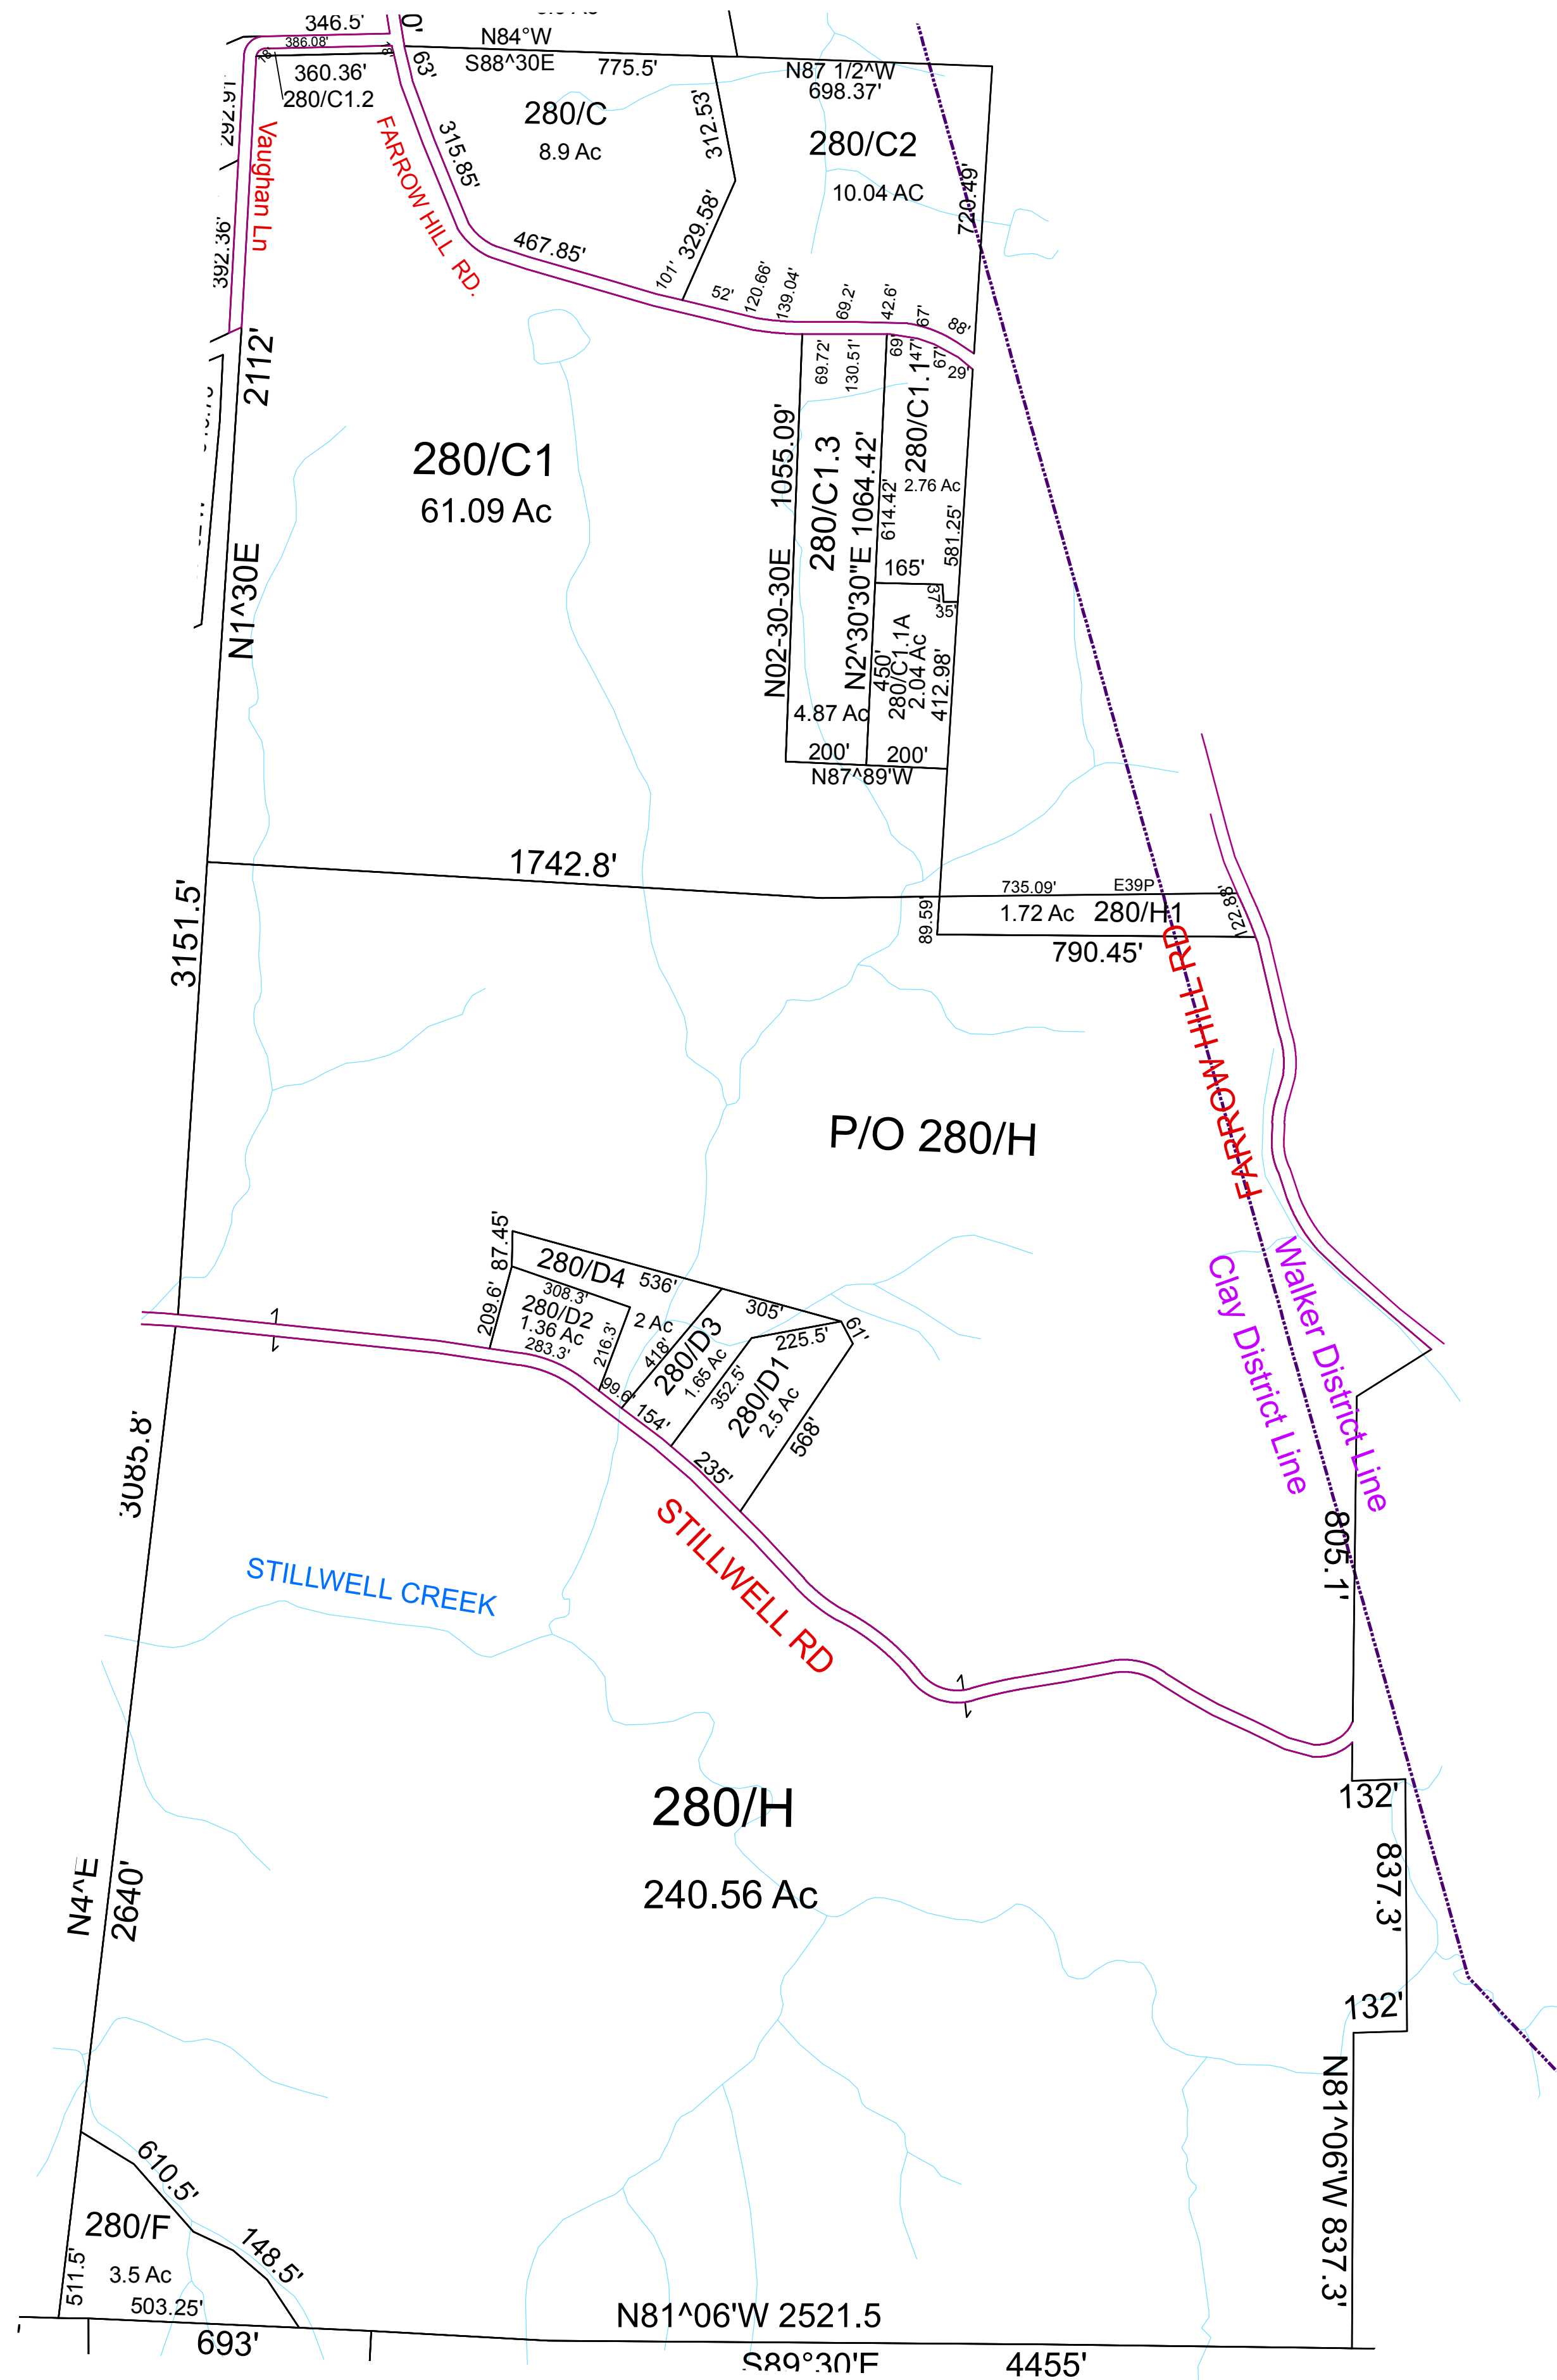 346.5'
386.08'
18'
18'
0'
N84°W
S88^30E
775.5'
63'
360.36'
280/C1.2
292.91'
Vaughan Ln
392.36'
FARROW HILL RD.
315.85'
280/C
8.9 Ac
312.53'
329.58'
N87 1/2^W
698.37'
280/C2
10.04 AC
720.49'
467.85'
101'
52'
120.66'
139.04'
69.2'
42.6'
67'
88'
69.72'
130.51'
69'
47'
67'
29'
2112'
N1^30E
280/C1
61.09 Ac
1055.09'
N02-30-30E
280/C1.3
4.87 Ac
200'
N2^30'30"E 1064.42'
280/C1.1
2.76 Ac
614.42'
581.25'
165'
37'
35'
450'
280/C1.1A
2.04 Ac
412.98'
200'
N87^89'W
1742.8'
3151.5'
735.09'
E39P
89.59'
1.72 Ac
280/H1
122.88'
790.45'
FARROW HILL RD
P/O 280/H
87.45'
280/D4
536'
2 Ac
209.6'
308.3'
280/D2
1.36 Ac
283.3'
216.3'
99.6'
418'
280/D3
1.65 Ac
305'
154'
352.5'
225.5'
61'
280/D1
2.5 Ac
568'
235'
Walker District Line
Clay District Line
3085.8'
STILLWELL CREEK
STILLWELL RD
805.1'
280/H
240.56 Ac
132'
837.3'
132'
N4^E
2640'
N81^06'W 837.3'
610.5'
280/F
148.5'
3.5 Ac
511.5'
503.25'
693'
N81^06'W 2521.5
S89°30'E
4455'